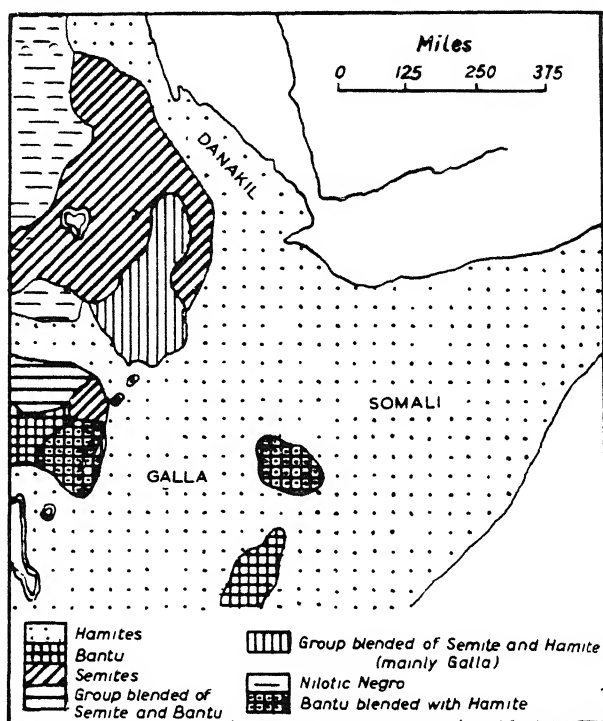 Miles
0 125 250 375
DANAKIL
SOMALI
GALLA
Hamites
Bantu
Semites
Group blended of
Semite and Bantu
Group blended of Semite and Hamite
(mainly Galla)
Nilotic Negro
Bantu blended with Hamite